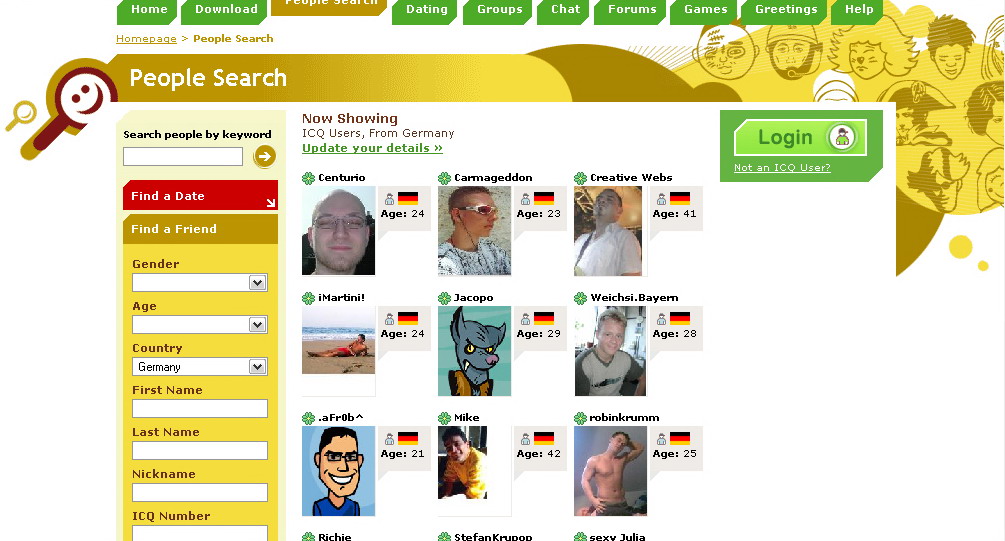 Home Download People Search Dating Groups Chat Forums Games Greetings Help
Homepage > People Search
People Search
Search people by keyword
Find a Date
Find a Friend
Gender
Age
Country
Germany
First Name
Last Name
Nickname
ICQ Number
Now Showing
ICQ Users, From Germany
Update your details »
Centurio Carmageddon Creative Webs
Age: 24 Age: 23 Age: 41
iMartini! Jacopo Weichsi.Bayern
Age: 24 Age: 29 Age: 28
.aFr0b^ Mike robinkrumm
Age: 21 Age: 42 Age: 25
Richie StefanKrupop sexy Julia
Login
Not an ICQ User?